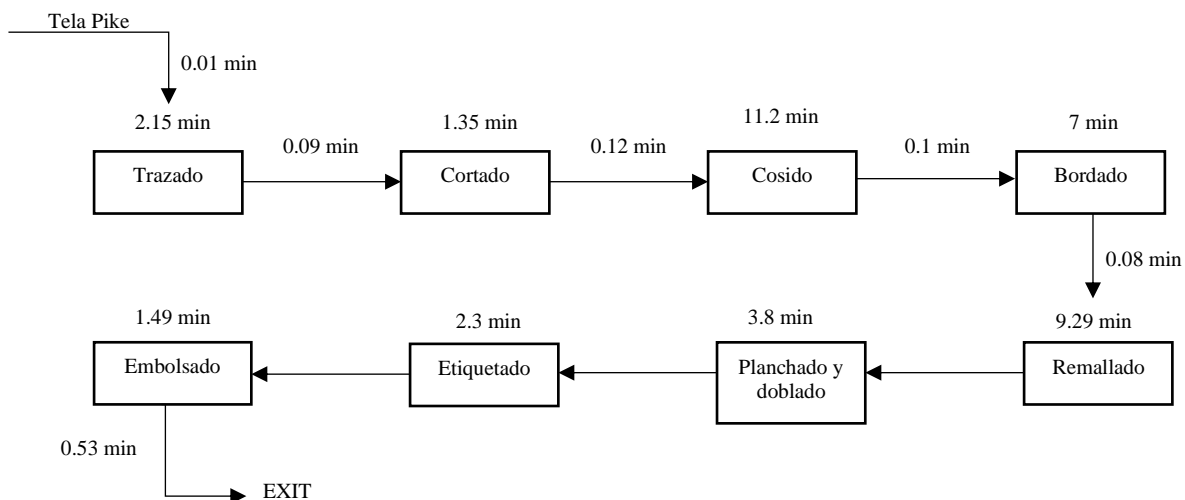 Tela Pike
0.01 min
2.15 min
Trazado
0.09 min
1.35 min
Cortado
0.12 min
11.2 min
Cosido
0.1 min
7 min
Bordado
0.08 min
9.29 min
Remallado
3.8 min
Planchado y
doblado
2.3 min
Etiquetado
1.49 min
Embolsado
0.53 min
EXIT